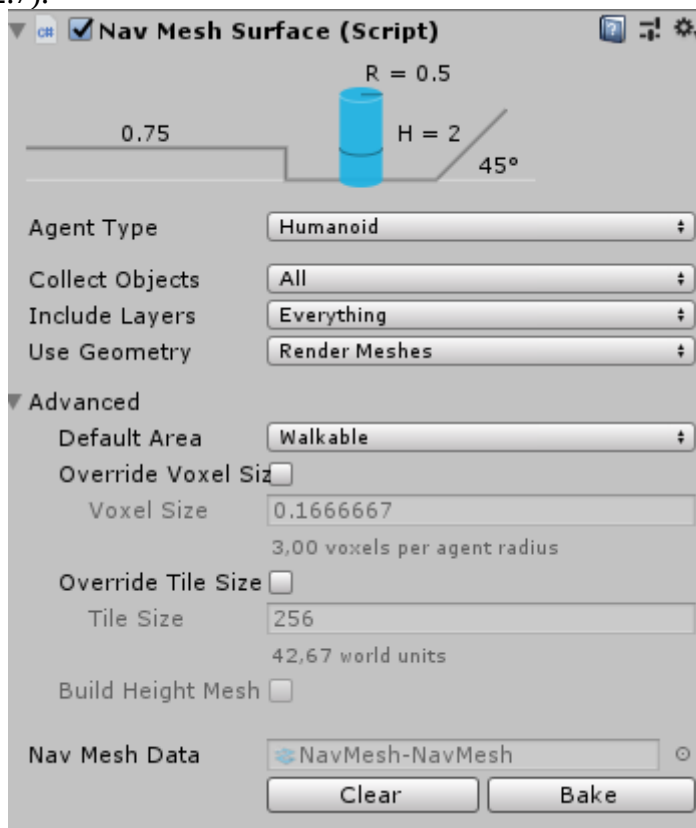 Nav Mesh Surface (Script)
R = 0.5
0.75
H = 2
45°
Agent Type Humanoid
Collect Objects All
Include Layers Everything
Use Geometry Render Meshes
Advanced
Default Area Walkable
Override Voxel Siz
Voxel Size 0.1666667
3,00 voxels per agent radius
Override Tile Size
Tile Size 256
42,67 world units
Build Height Mesh
Nav Mesh Data NavMesh-NavMesh
Clear Bake